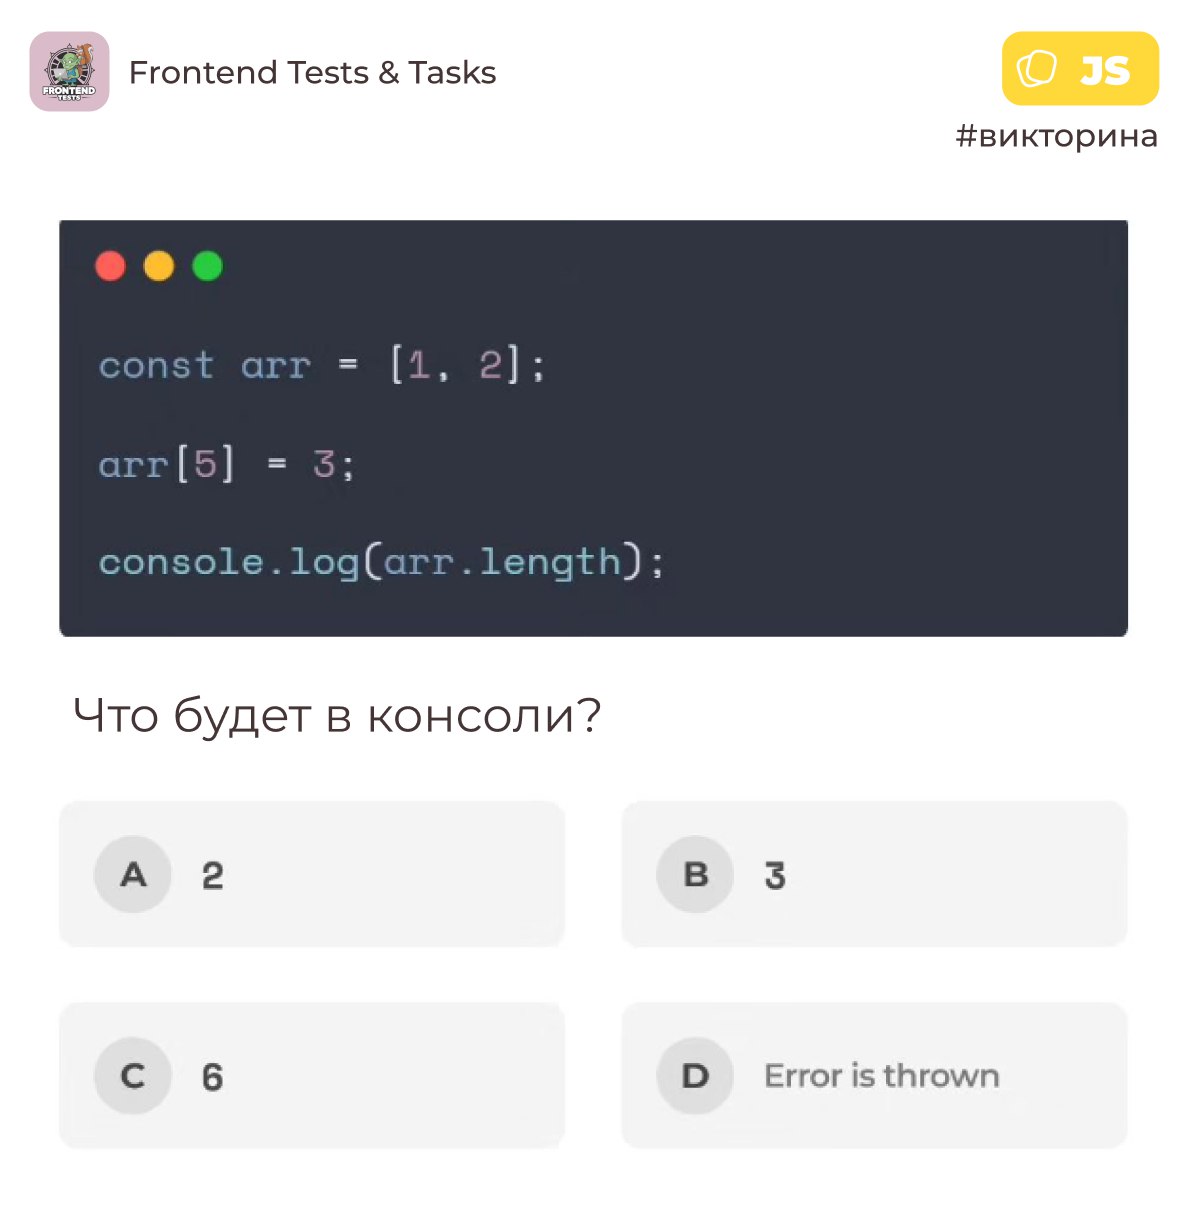 FRONTEND
TESTS
Frontend Tests & Tasks
JS
#викторина
const arr = [1, 2];
arr[5] = 3;
console.log(arr.length);
Что будет в консоли?
A 2
B 3
C 6
D Error is thrown